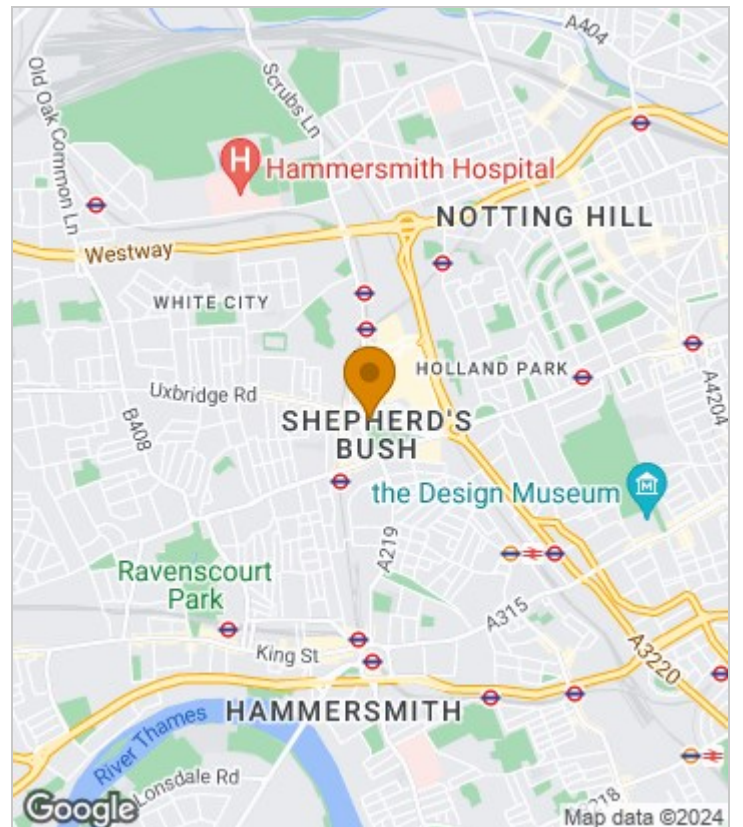 A404
Old Oak Common Ln
Scrubs Ln
H
Hammersmith Hospital
NOTTING HILL
Westway
WHITE CITY
HOLLAND PARK
A4204
Uxbridge Rd
B408
SHEPHERD'S
BUSH
the Design Museum
M
A219
Ravenscourt
Park
A315
King St
A3220
HAMMERSMITH
River Thames
Lonsdale Rd
A218
Google
Map data ©2024